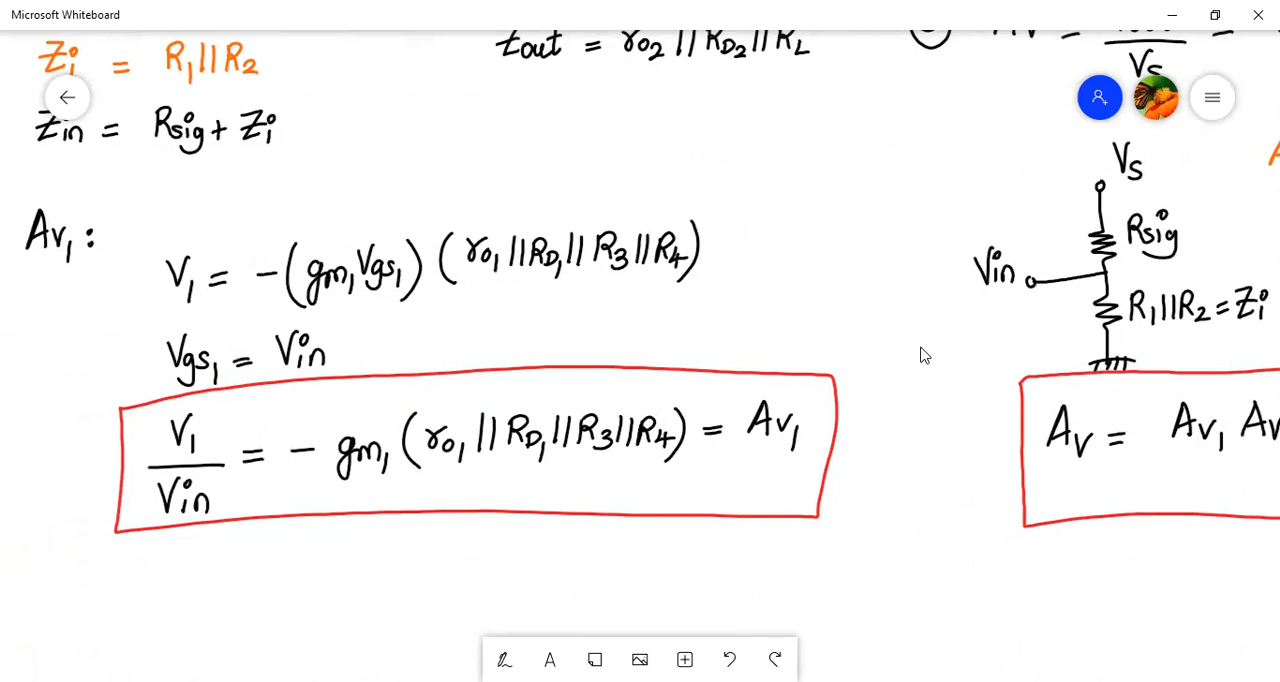 Microsoft Whiteboard
Zi = R1||R2
Zin = Rsig + Zi
Zout = ro2 || RD2 || RL
AV = / Vs =
Av1 :
V1 = -(gm1 Vgs1) (ro1 || RD1 || R3 || R4)
Vgs1 = Vin
V1 / Vin = - gm1 (ro1 || RD1 || R3 || R4) = Av1
Vs
Rsig
Vin
R1||R2 = Zi
Av = Av1 Av
A